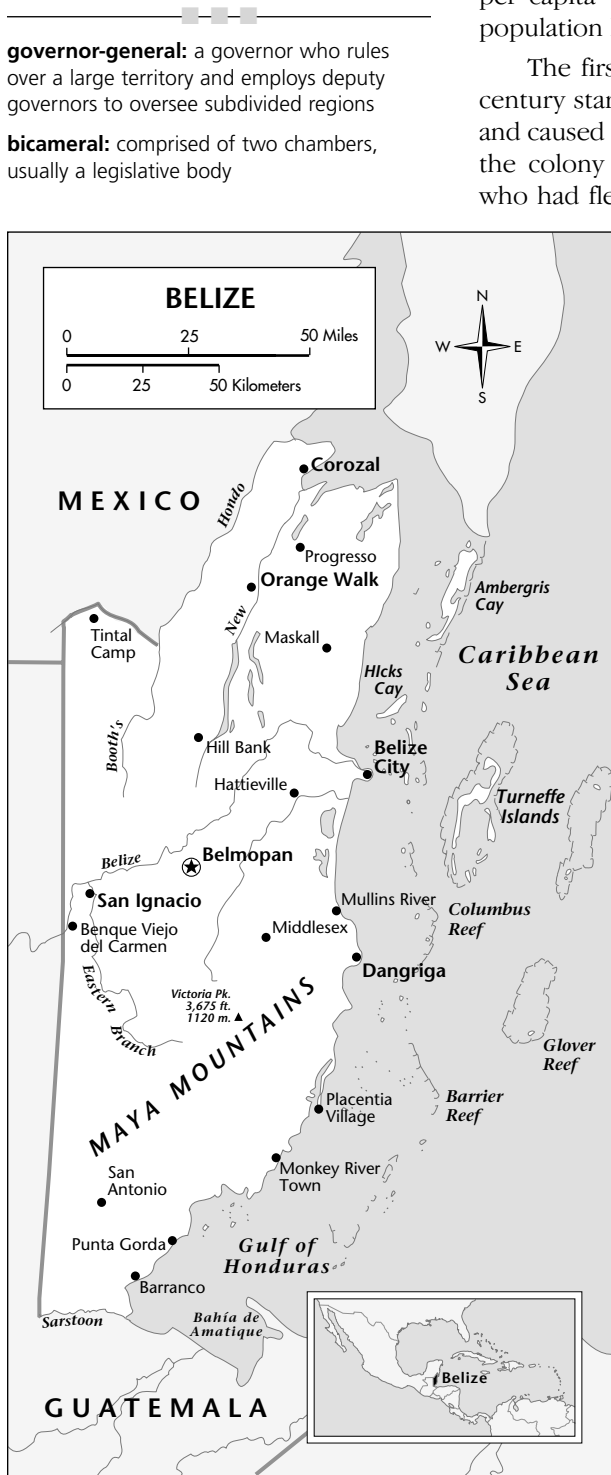 governor-general: a governor who rules
over a large territory and employs deputy
governors to oversee subdivided regions
bicameral: comprised of two chambers,
usually a legislative body
per capita
population
The firs
century star
and caused
the colony
who had fle
BELIZE
0 25 50 Miles
0 25 50 Kilometers
N
W E
S
MEXICO
Hondo
Corozal
Progresso
Orange Walk
New
Ambergris
Cay
Tintal
Camp
Maskall
Caribbean
Sea
HIcks
Cay
Booth's
Hill Bank
Belize
City
Hattieville
Turneffe
Islands
Belize
Belmopan
San Ignacio
Mullins River
Columbus
Reef
Benque Viejo
del Carmen
Middlesex
Dangriga
Eastern
Branch
Victoria Pk.
3,675 ft.
1120 m.
Glover
Reef
MAYA MOUNTAINS
Placentia
Village
Barrier
Reef
Monkey River
Town
San
Antonio
Punta Gorda
Gulf of
Honduras
Barranco
Sarstoon
Bahía de
Amatique
Belize
GUATEMALA